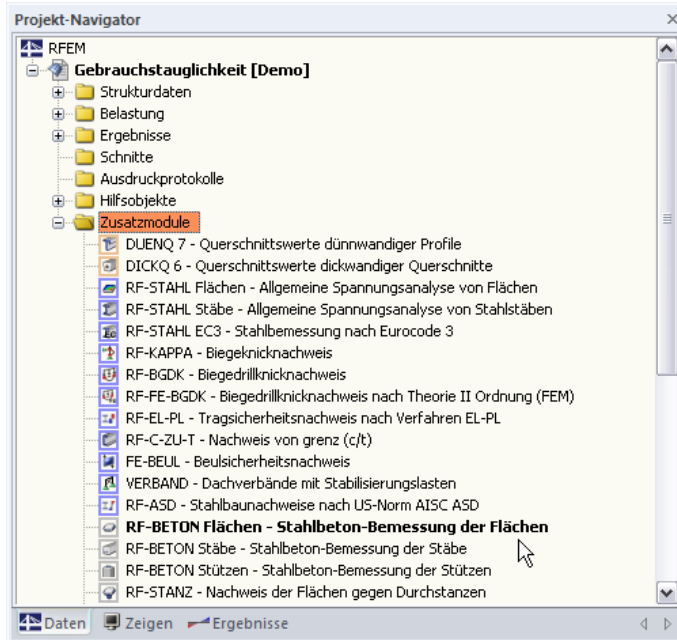 Projekt-Navigator
RFEM
Gebrauchstauglichkeit [Demo]
Strukturdaten
Belastung
Ergebnisse
Schnitte
Ausdruckprotokolle
Hilfsobjekte
Zusatzmodule
DUENQ 7 - Querschnittswerte dünnwandiger Profile
DICKQ 6 - Querschnittswerte dickwandiger Querschnitte
RF-STAHL Flächen - Allgemeine Spannungsanalyse von Flächen
RF-STAHL Stäbe - Allgemeine Spannungsanalyse von Stahlstäben
RF-STAHL EC3 - Stahlbemessung nach Eurocode 3
RF-KAPPA - Biegeknicknachweis
RF-BGDK - Biegedrillknicknachweis
RF-FE-BGDK - Biegedrillknicknachweis nach Theorie II Ordnung (FEM)
RF-EL-PL - Tragsicherheitsnachweis nach Verfahren EL-PL
RF-C-ZU-T - Nachweis von grenz (c/t)
FE-BEUL - Beulsicherheitsnachweis
VERBAND - Dachverbände mit Stabilisierungslasten
RF-ASD - Stahlbaunachweise nach US-Norm AISC ASD
RF-BETON Flächen - Stahlbeton-Bemessung der Flächen
RF-BETON Stäbe - Stahlbeton-Bemessung der Stäbe
RF-BETON Stützen - Stahlbeton-Bemessung der Stützen
RF-STANZ - Nachweis der Flächen gegen Durchstanzen
Daten Zeigen Ergebnisse